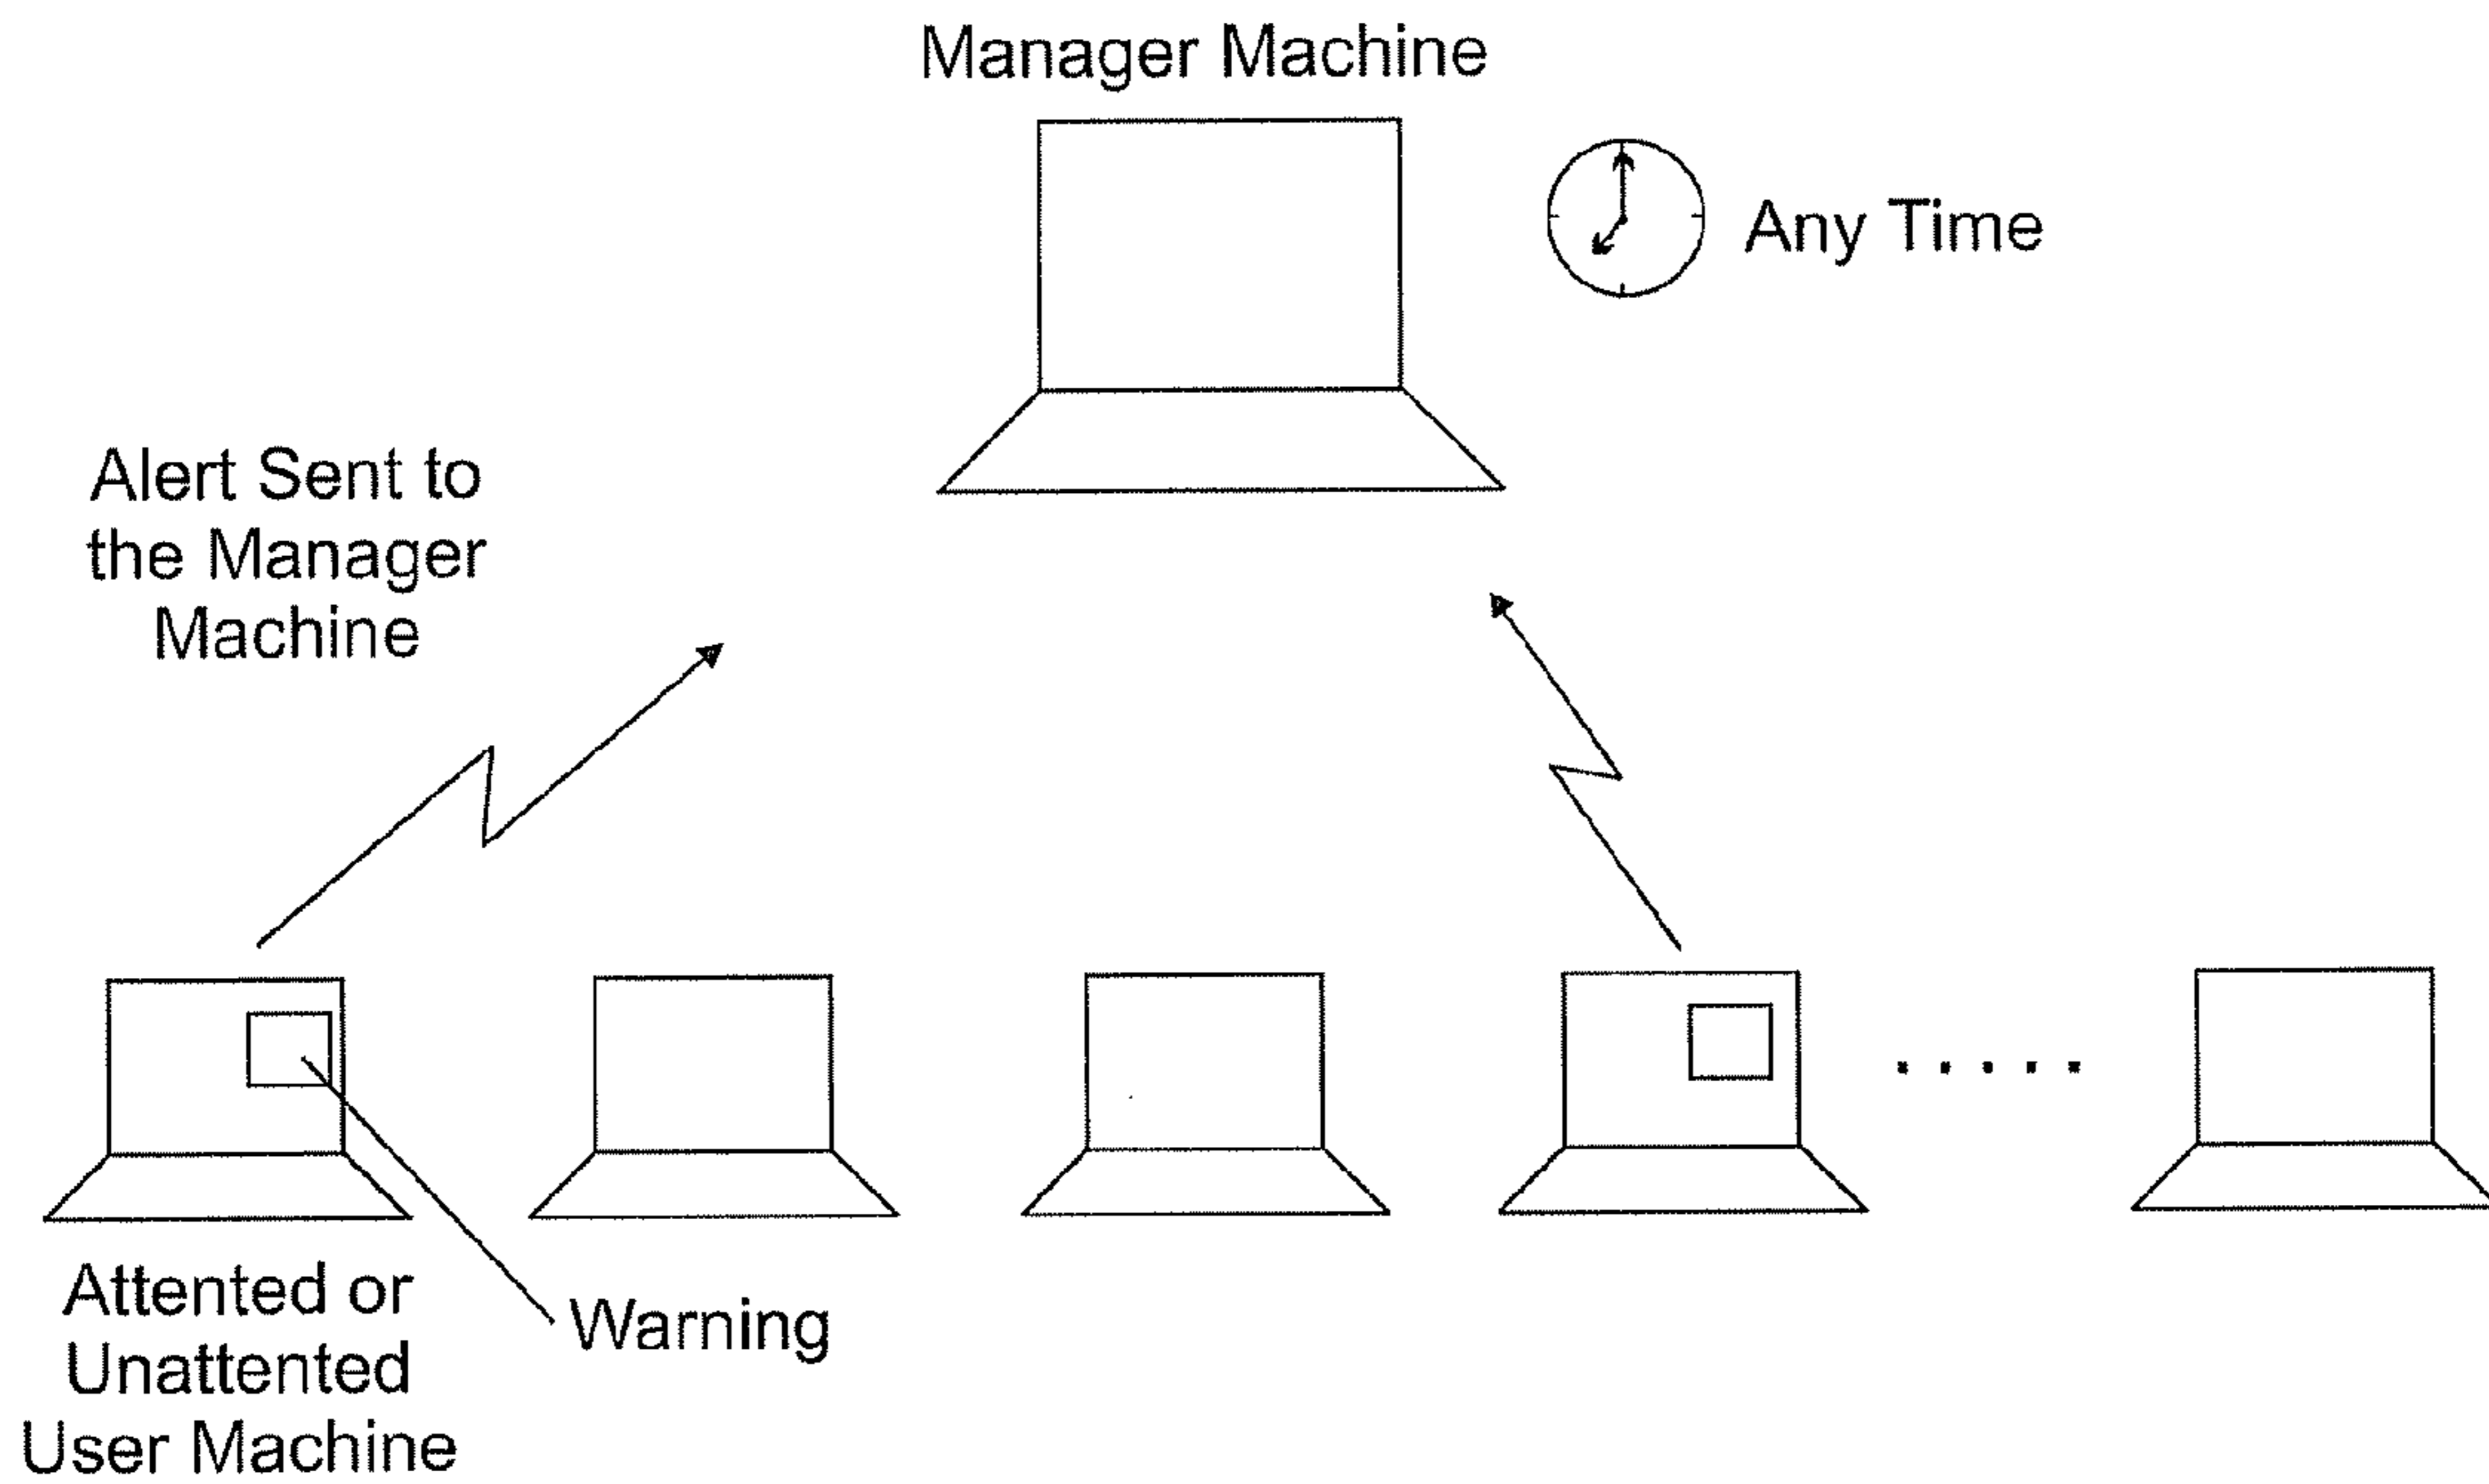 Manager Machine
Any Time
Alert Sent to
the Manager
Machine
Attented or
Unattented
User Machine
Warning